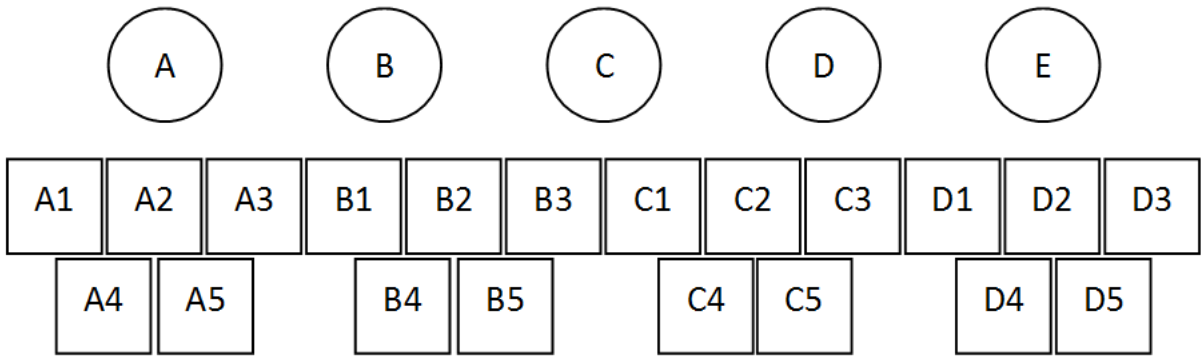 A B C D E
A1 A2 A3 B1 B2 B3 C1 C2 C3 D1 D2 D3
A4 A5 B4 B5 C4 C5 D4 D5